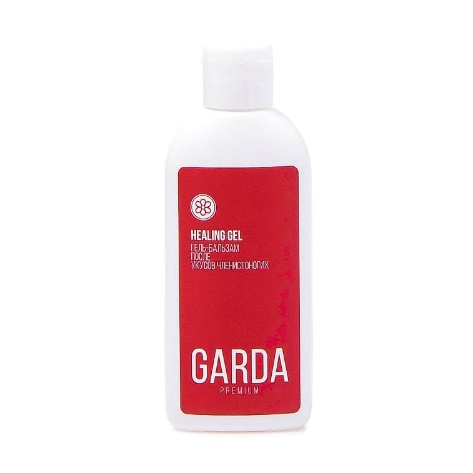 HEALING GEL
ГЕЛЬ-БАЛЬЗАМ
ПОСЛЕ
УКУСОВ ЧЛЕНИСТОНОГИХ
GARDA
PREMIUM